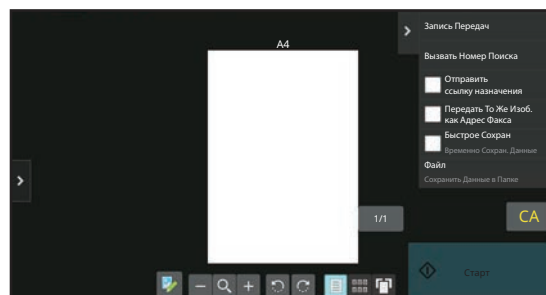 A4
Запись Передач
Вызвать Номер Поиска
Отправить
ссылку назначения
Передать То Же Изоб.
как Адрес Факса
Быстрое Сохран
Временно Сохран. Данные
Файл
Сохранить Данные в Папке
1/1
CA
Старт